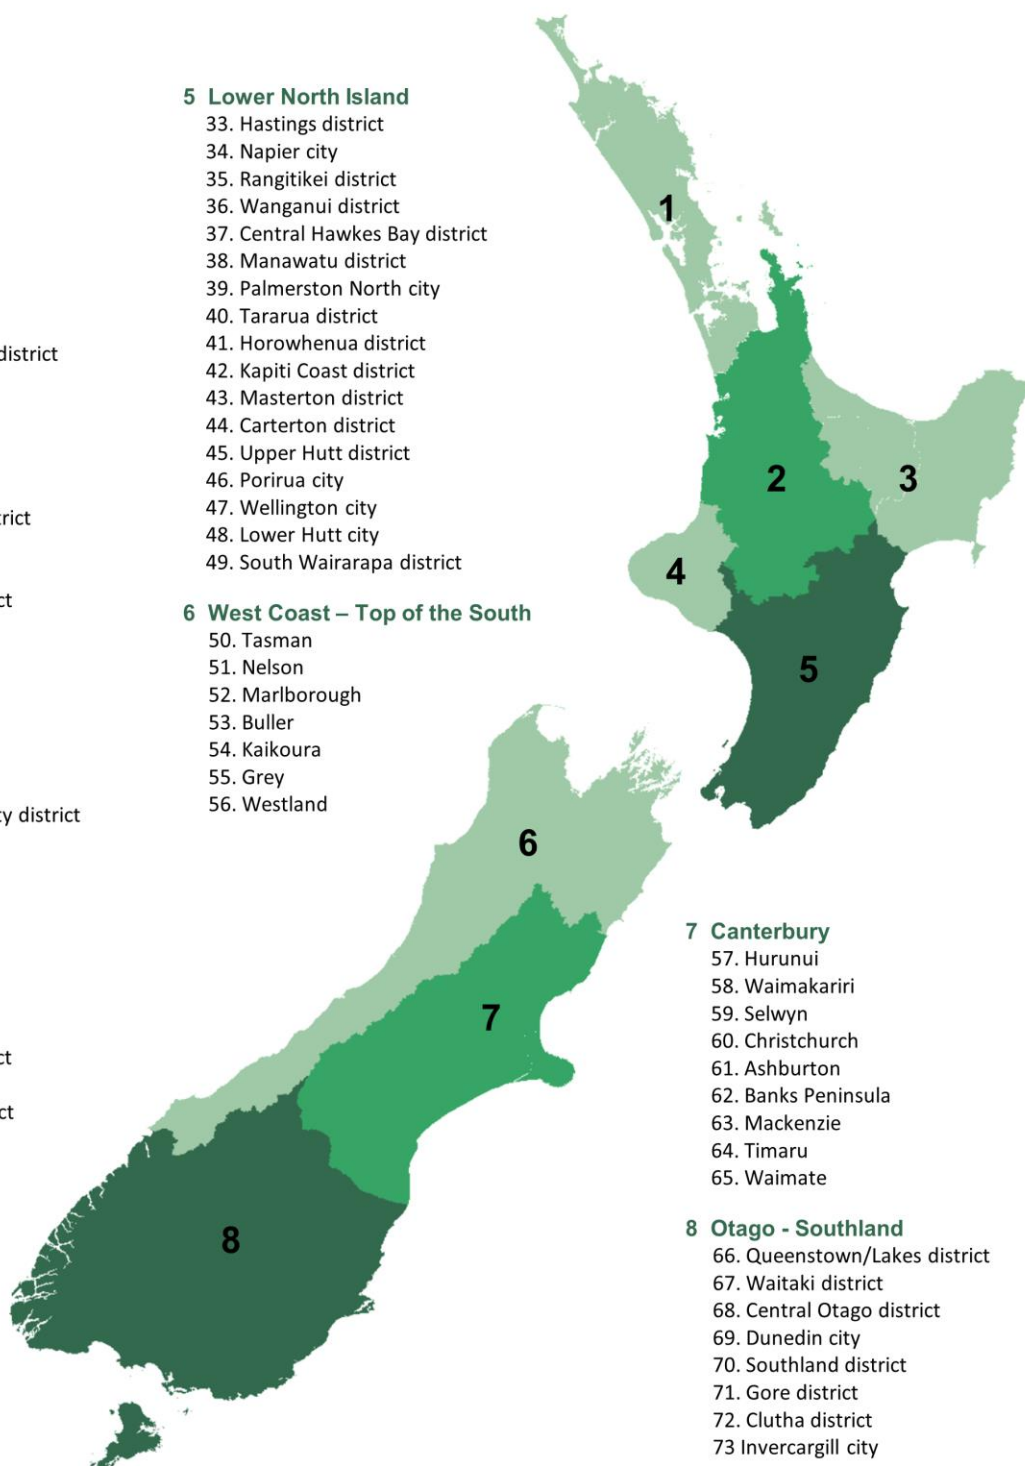 district
trict
ct
ty district
ct
ct
5 Lower North Island
33. Hastings district
34. Napier city
35. Rangitikei district
36. Wanganui district
37. Central Hawkes Bay district
38. Manawatu district
39. Palmerston North city
40. Tararua district
41. Horowhenua district
42. Kapiti Coast district
43. Masterton district
44. Carterton district
45. Upper Hutt district
46. Porirua city
47. Wellington city
48. Lower Hutt city
49. South Wairarapa district
6 West Coast – Top of the South
50. Tasman
51. Nelson
52. Marlborough
53. Buller
54. Kaikoura
55. Grey
56. Westland
1
2
3
4
5
6
7
8
7 Canterbury
57. Hurunui
58. Waimakariri
59. Selwyn
60. Christchurch
61. Ashburton
62. Banks Peninsula
63. Mackenzie
64. Timaru
65. Waimate
8 Otago - Southland
66. Queenstown/Lakes district
67. Waitaki district
68. Central Otago district
69. Dunedin city
70. Southland district
71. Gore district
72. Clutha district
73 Invercargill city